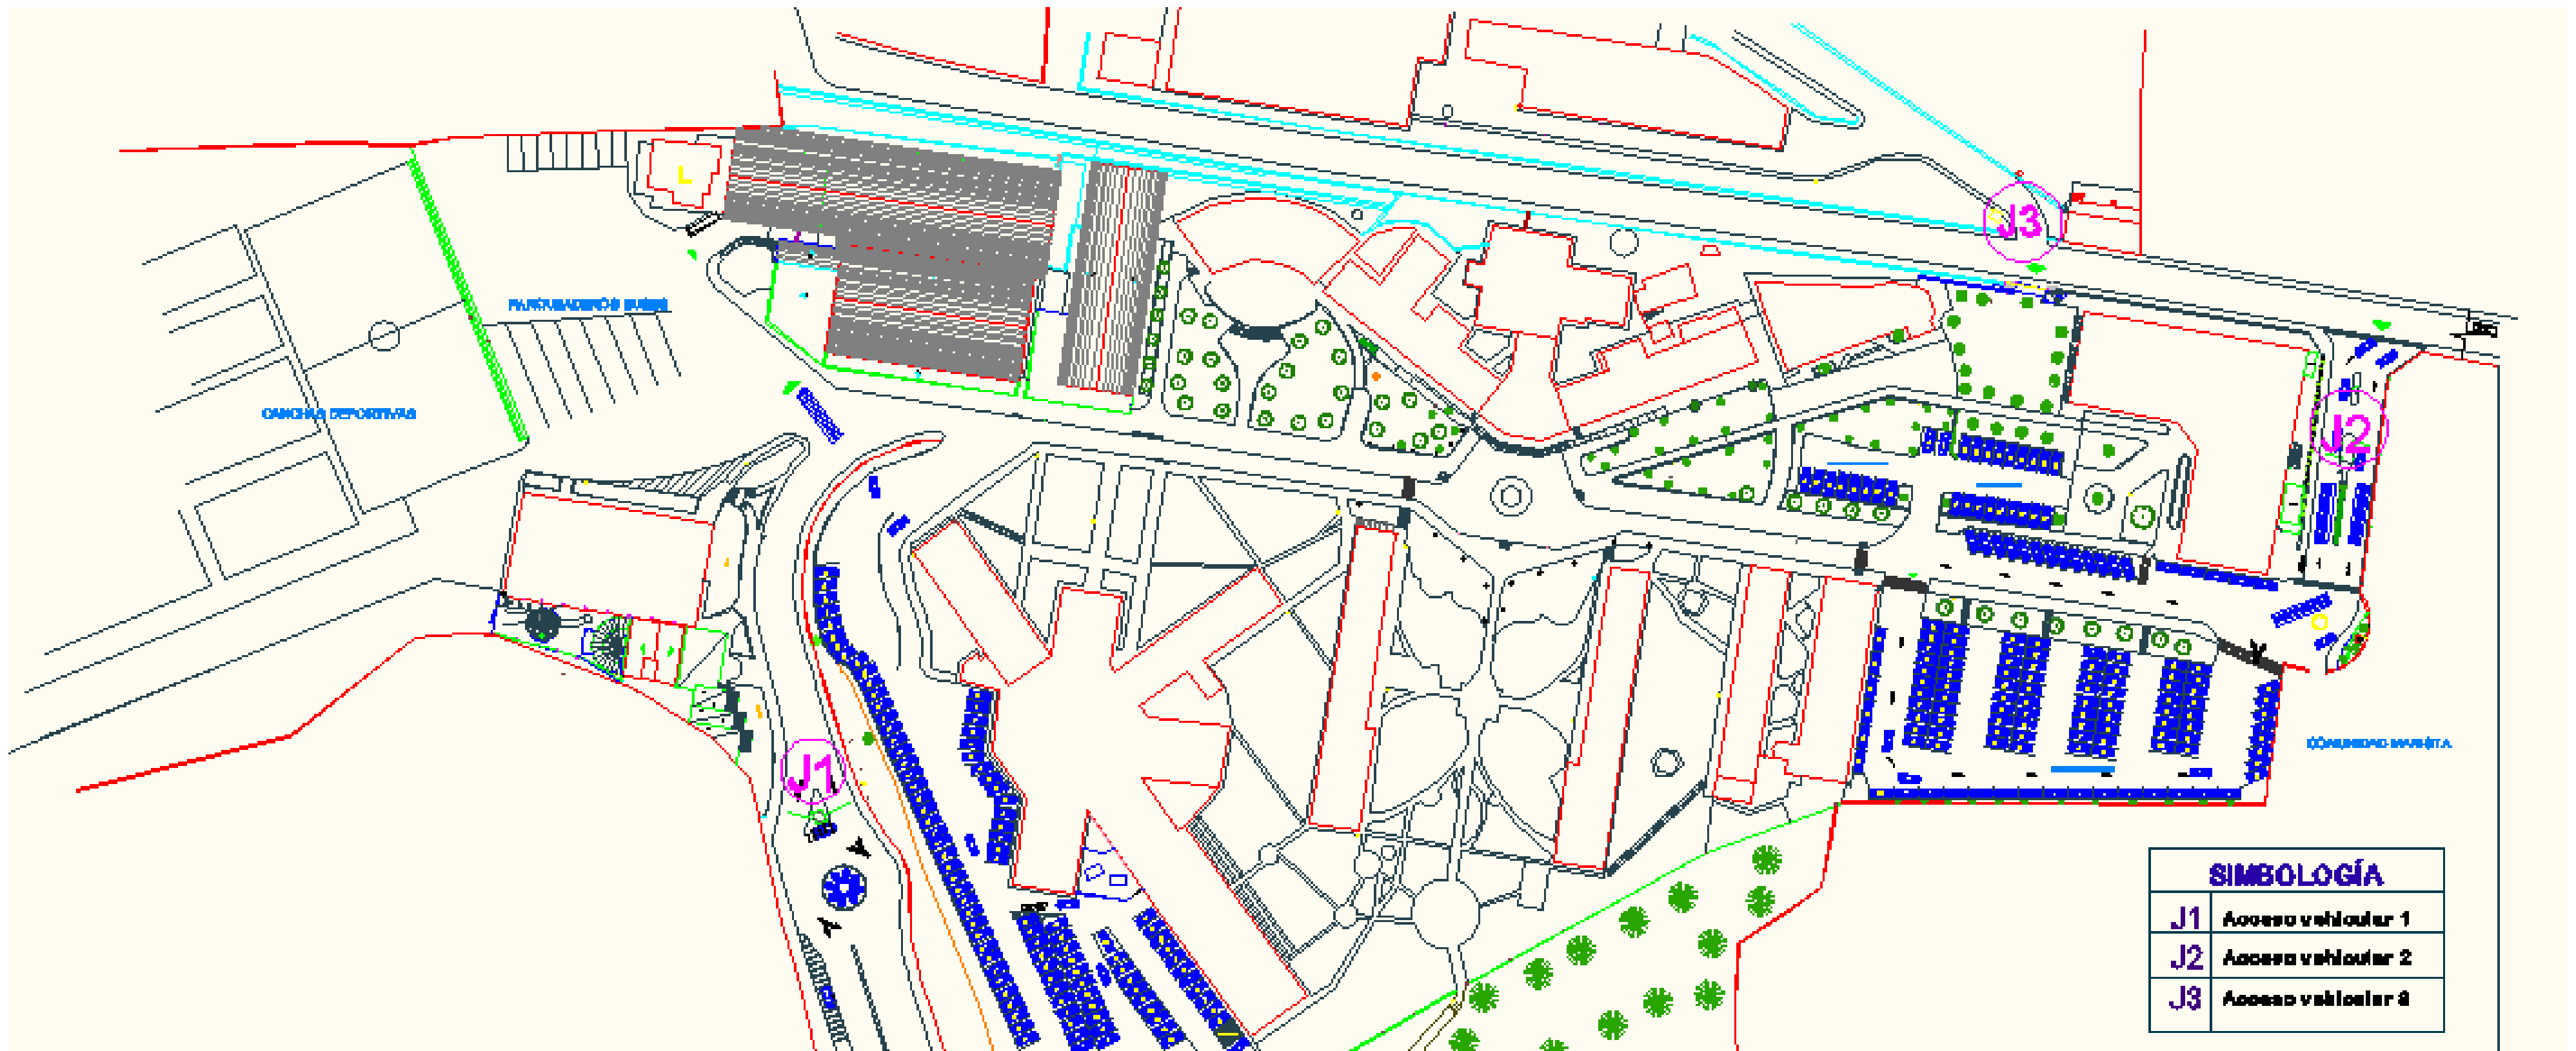 L
J3
PARQUEADEROS BUSES
CANCHAS DEPORTIVAS
J2
J1
COMUNIDAD MARISTA
SIMBOLOGÍA
J1 Acceso vehicular 1
J2 Acceso vehicular 2
J3 Acceso vehicular 3